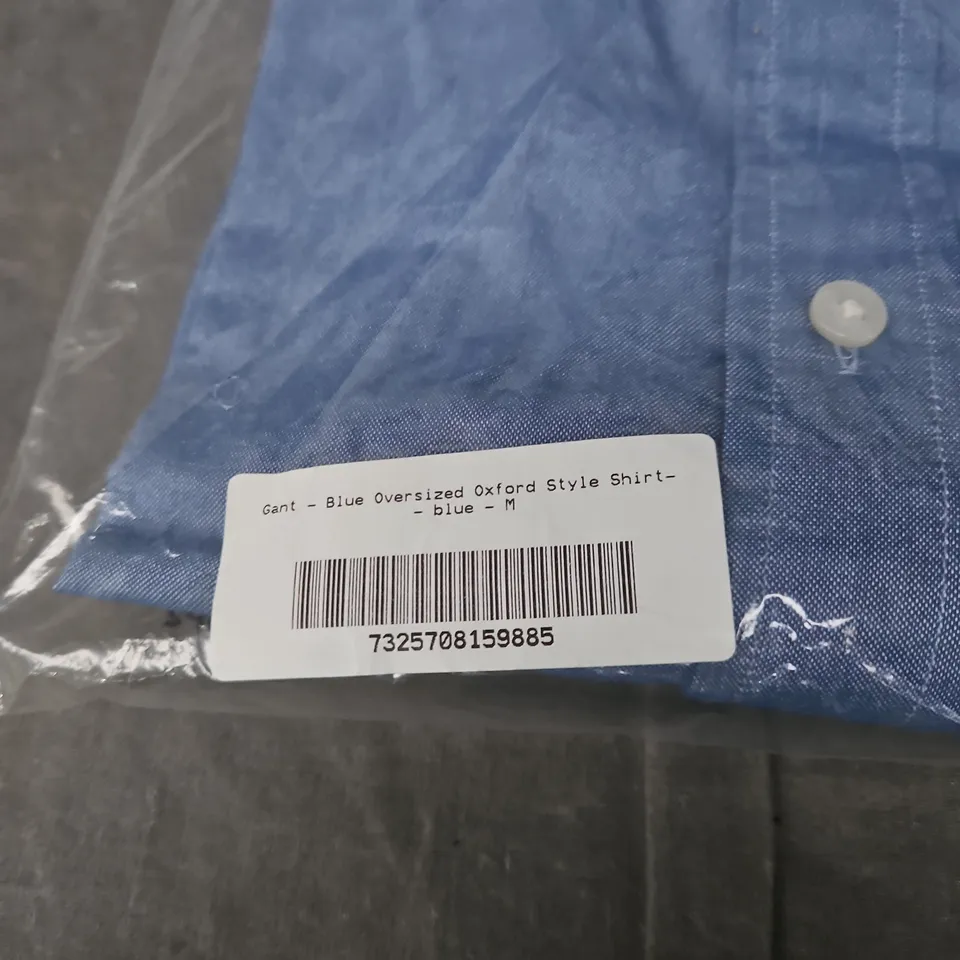 Gant - Blue Oversized Oxford Style Shirt-
- blue - M
7325708159885